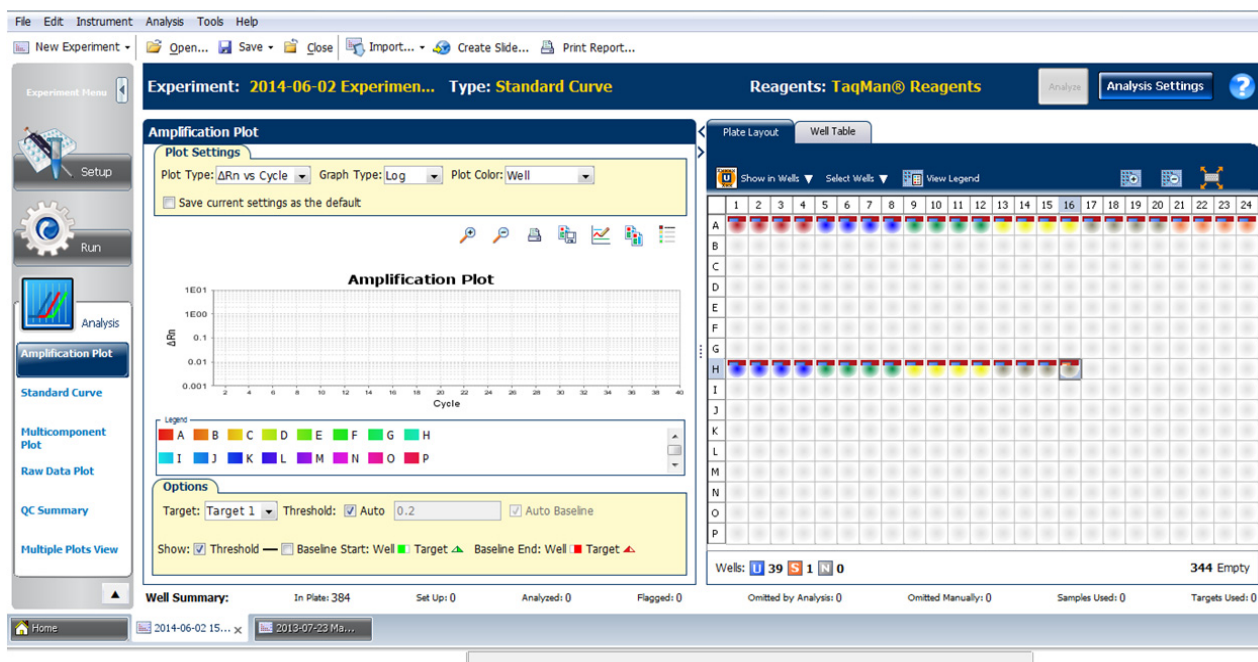 File Edit Instrument Analysis Tools Help
New Experiment Open... Save Close Import... Create Slide... Print Report...
Experiment Menu
Experiment: 2014-06-02 Experimen... Type: Standard Curve Reagents: TaqMan® Reagents Analyze Analysis Settings ?
Setup
Run
Analysis
Amplification Plot
Standard Curve
Multicomponent
Plot
Raw Data Plot
QC Summary
Multiple Plots View
Amplification Plot
Plot Settings
Plot Type: ΔRn vs Cycle Graph Type: Log Plot Color: Well
Save current settings as the default
Amplification Plot
1E01
1E00
0.1
0.01
0.001
ΔRn
2 4 6 8 10 12 14 16 18 20 22 24 26 28 30 32 34 36 38 40
Cycle
Legend
A B C D E F G H
I J K L M N O P
Options
Target: Target 1 Threshold: Auto 0.2 Auto Baseline
Show: Threshold Baseline Start: Well Target Baseline End: Well Target
Plate Layout Well Table
Show in Wells Select Wells View Legend
1 2 3 4 5 6 7 8 9 10 11 12 13 14 15 16 17 18 19 20 21 22 23 24
A
B
C
D
E
F
G
H
I
J
K
L
M
N
O
P
Wells: U 39 S 1 N 0 344 Empty
Well Summary: In Plate: 384 Set Up: 0 Analyzed: 0 Flagged: 0 Omitted by Analysis: 0 Omitted Manually: 0 Samples Used: 0 Targets Used: 0
Home 2014-06-02 15... x 2013-07-23 Ma...